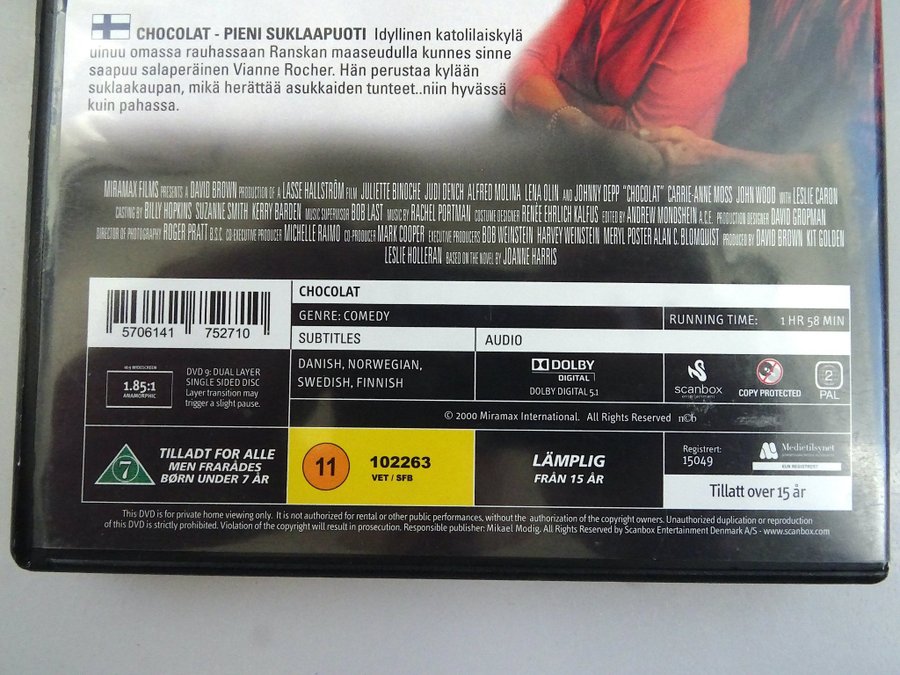 CHOCOLAT - PIENI SUKLAAPUOTI Idyllinen katolilaiskylä
uinuu omassa rauhassaan Ranskan maaseudulla kunnes sinne
saapuu salaperäinen Vianne Rocher. Hän perustaa kylään
suklaakaupan, mikä herättää asukkaiden tunteet..niin hyvässä
kuin pahassa.
MIRAMAX FILMS PRESENTS A DAVID BROWN PRODUCTION OF A LASSE HALLSTRÖM FILM JULIETTE BINOCHE JUDI DENCH ALFRED MOLINA LENA OLIN AND JOHNNY DEPP "CHOCOLAT" CARRIE-ANNE MOSS JOHN WOOD WITH LESLIE CARON
CASTING BY BILLY HOPKINS SUZANNE SMITH KERRY BARDEN MUSIC SUPERVISOR BOB LAST MUSIC BY RACHEL PORTMAN COSTUME DESIGNER RENÉE EHRLICH KALFUS EDITED BY ANDREW MONDSHEIN A.C.E. PRODUCTION DESIGNER DAVID GROPMAN
DIRECTOR OF PHOTOGRAPHY ROGER PRATT B.S.C. CO-EXECUTIVE PRODUCER MICHELLE RAIMO CO-PRODUCER MARK COOPER EXECUTIVE PRODUCERS BOB WEINSTEIN HARVEY WEINSTEIN MERYL POSTER ALAN C. BLOMQUIST PRODUCED BY DAVID BROWN KIT GOLDEN
LESLIE HOLLERAN BASED ON THE NOVEL BY JOANNE HARRIS
5706141 752710
CHOCOLAT
GENRE: COMEDY
RUNNING TIME: 1 HR 58 MIN
SUBTITLES
AUDIO
16:9 WIDESCREEN
1.85:1
ANAMORPHIC
DVD 9: DUAL LAYER
SINGLE SIDED DISC
Layer transition may
trigger a slight pause.
DANISH, NORWEGIAN,
SWEDISH, FINNISH
DOLBY
DIGITAL
DOLBY DIGITAL 5.1
scanbox
entertainment
COPY PROTECTED
2
PAL
© 2000 Miramax International. All Rights Reserved
7
TILLADT FOR ALLE
MEN FRARÅDES
BØRN UNDER 7 ÅR
11
102263
VET / SFB
LÄMPLIG
FRÅN 15 ÅR
Registrert:
15049
Medietilsynet
KUN REGISTRERT
Tillatt over 15 år
This DVD is for private home viewing only. It is not authorized for rental or other public performances, without the authorization of the copyright owners. Unauthorized duplication or reproduction
of this DVD is strictly prohibited. Violation of the copyright will result in prosecution. Responsible publisher: Mikael Modig, All Rights Reserved by Scanbox Entertainment Denmark A/S - www.scanbox.com